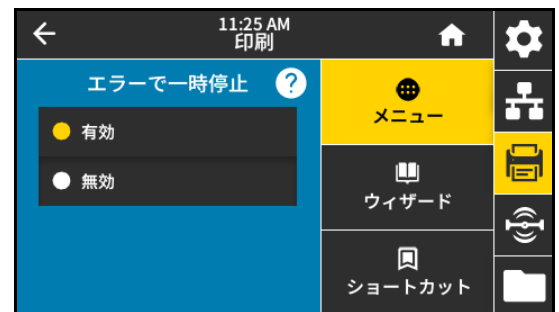 11:25 AM
印刷
エラーで一時停止 ?
有効
無効
メニュー
ウィザード
ショートカット